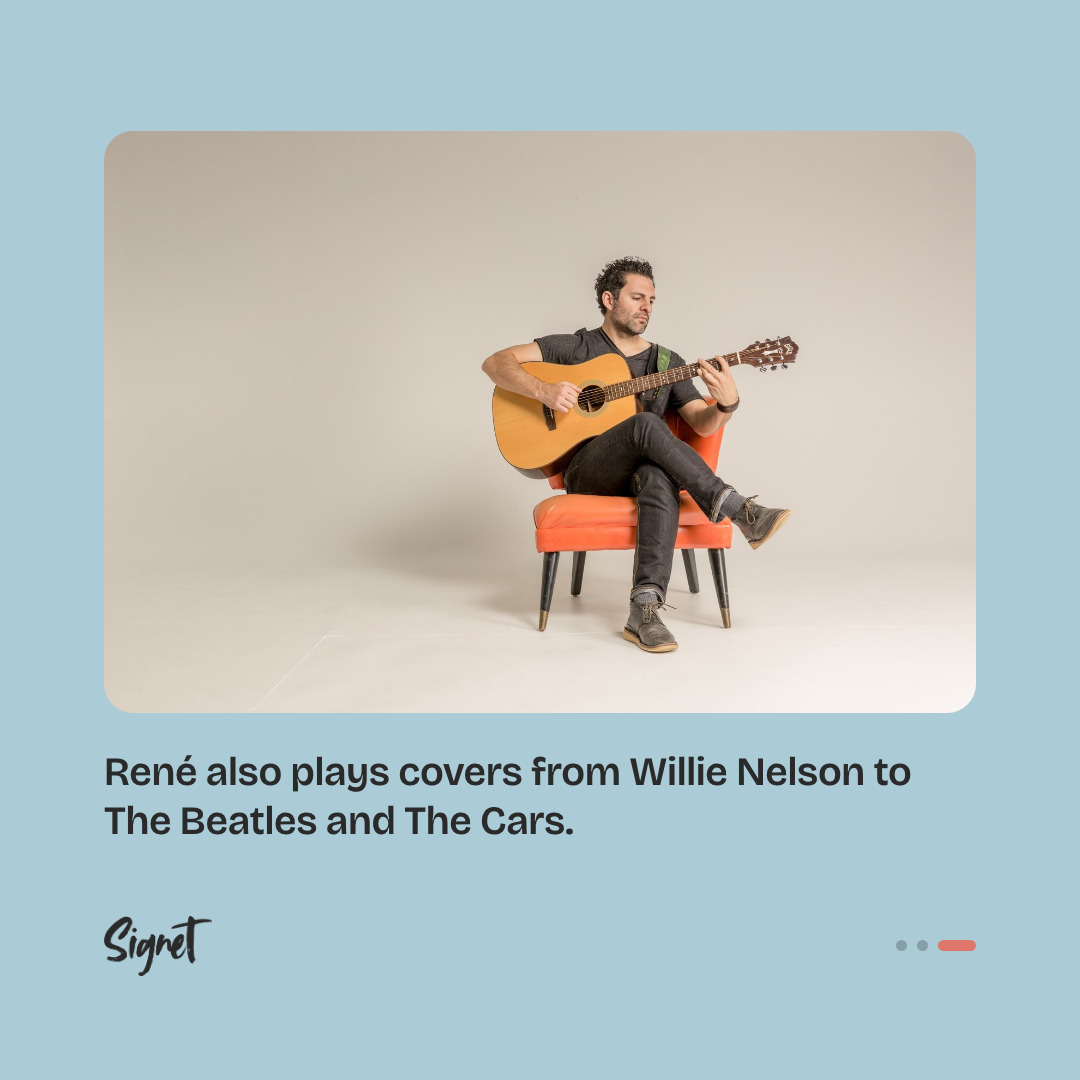 René also plays covers from Willie Nelson to
The Beatles and The Cars.
Signet